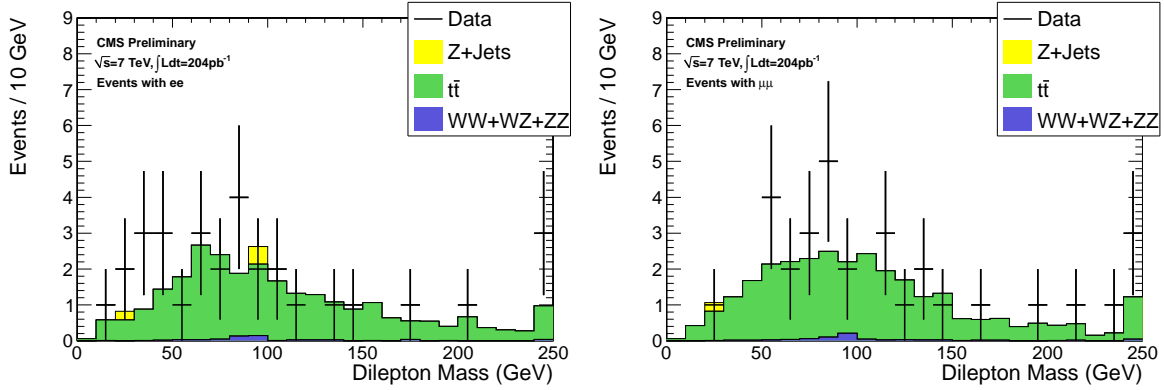 Events / 10 GeV
9
8
7
6
5
4
3
2
1
0
CMS Preliminary
√s=7 TeV,∫Ldt=204pb⁻¹
Events with ee
Data
Z+Jets
tt̄
WW+WZ+ZZ
0 50 100 150 200 250
Dilepton Mass (GeV)
Events / 10 GeV
9
8
7
6
5
4
3
2
1
0
CMS Preliminary
√s=7 TeV,∫Ldt=204pb⁻¹
Events with μμ
Data
Z+Jets
tt̄
WW+WZ+ZZ
0 50 100 150 200 250
Dilepton Mass (GeV)